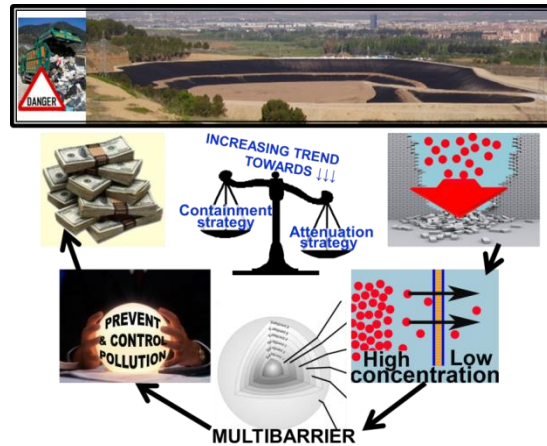 DANGER
INCREASING TREND
TOWARDS ↓↓↓
Containment
strategy
Attenuation
strategy
PREVENT
& CONTROL
POLLUTION
High Low
concentration
MULTIBARRIER